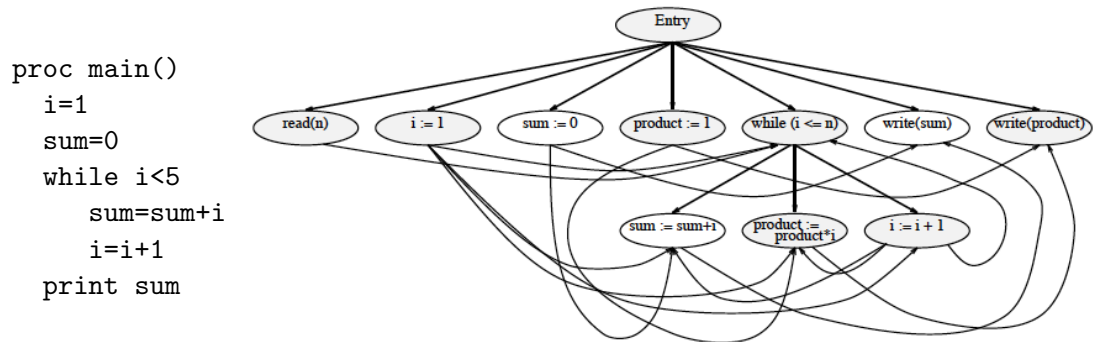 proc main()
i=1
sum=0
while i<5
sum=sum+i
i=i+1
print sum
Entry
read(n)
i := 1
sum := 0
product := 1
while (i <= n)
write(sum)
write(product)
sum := sum+i
product :=
product*i
i := i + 1